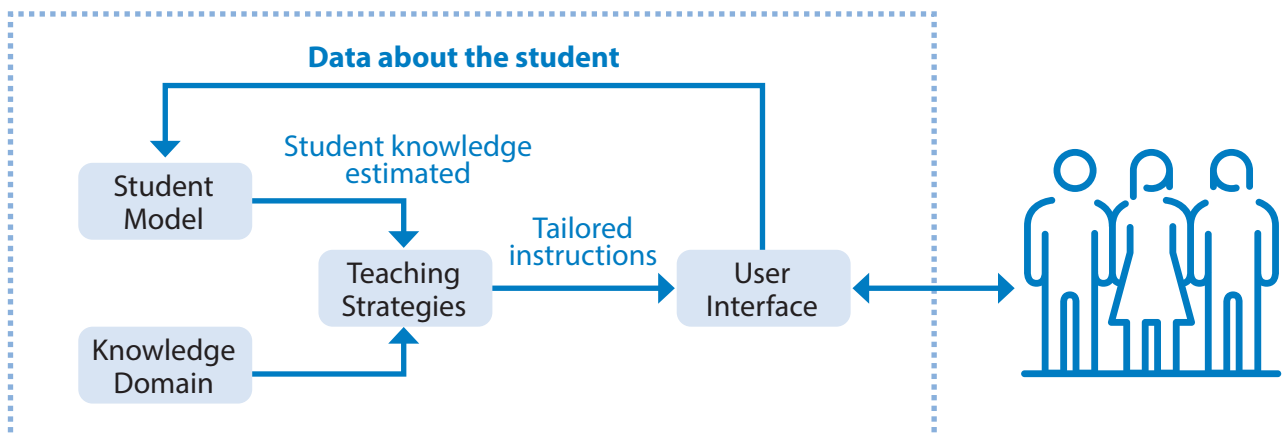 Data about the student
Student knowledge
estimated
Student
Model
Tailored
instructions
Teaching
Strategies
User
Interface
Knowledge
Domain